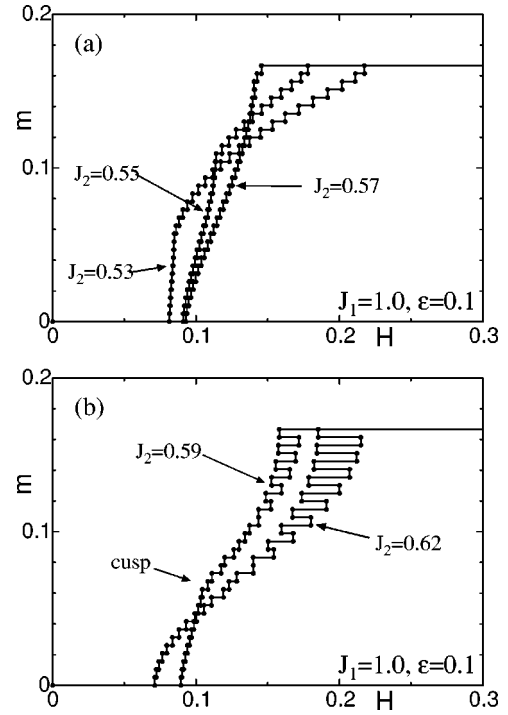 0.2
(a)
m
0.1
J2=0.55
J2=0.57
J2=0.53
J1=1.0, ε=0.1
0
0 0.1 H 0.2 0.3
0.2
(b)
J2=0.59
m
0.1
J2=0.62
cusp
J1=1.0, ε=0.1
0
0 0.1 H 0.2 0.3